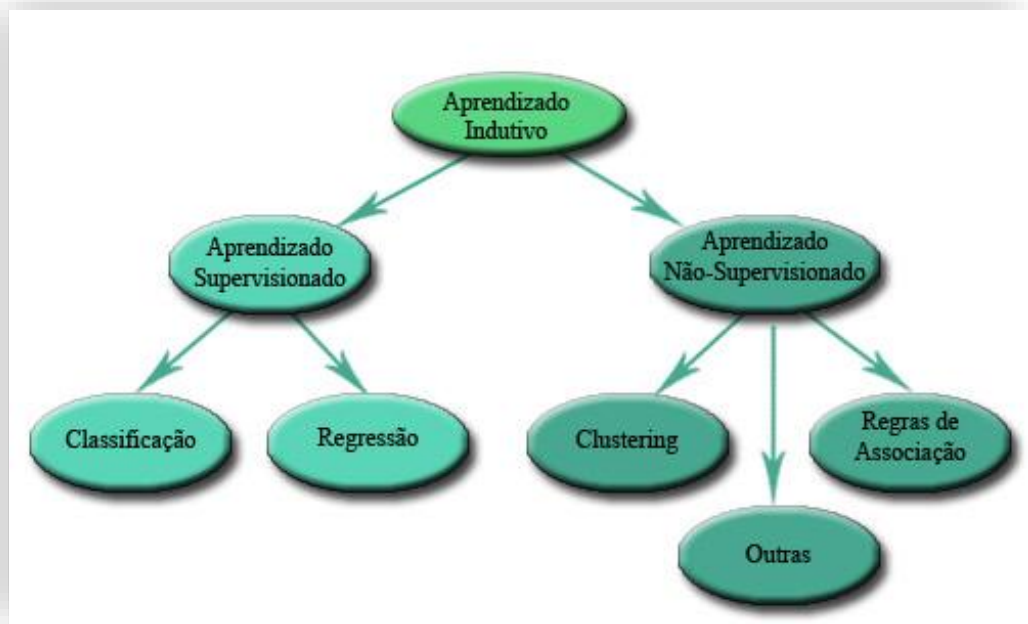 Aprendizado
Indutivo
Aprendizado
Supervisionado
Aprendizado
Não-Supervisionado
Classificação
Regressão
Clustering
Regras de
Associação
Outras